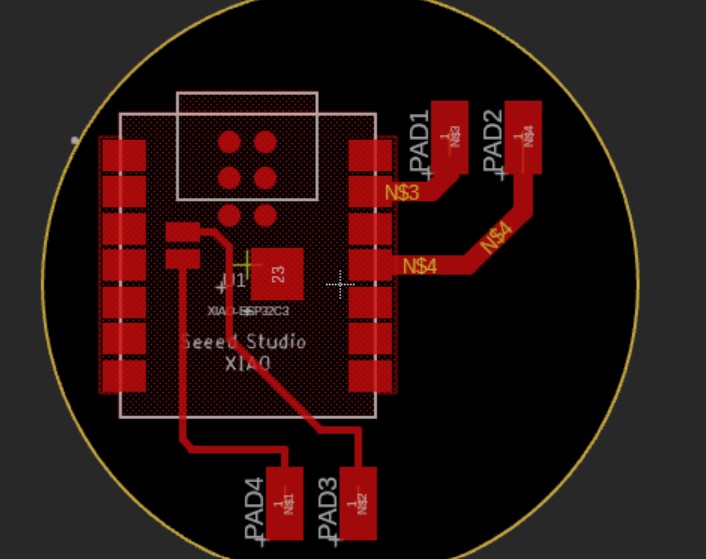 PAD1
1
N$3
PAD2
1
N$4
N$3
N$4
N$4
23
U1
XIAO-ESP32C3
Seeed Studio
XIAO
PAD4
1
N$1
PAD3
1
N$2